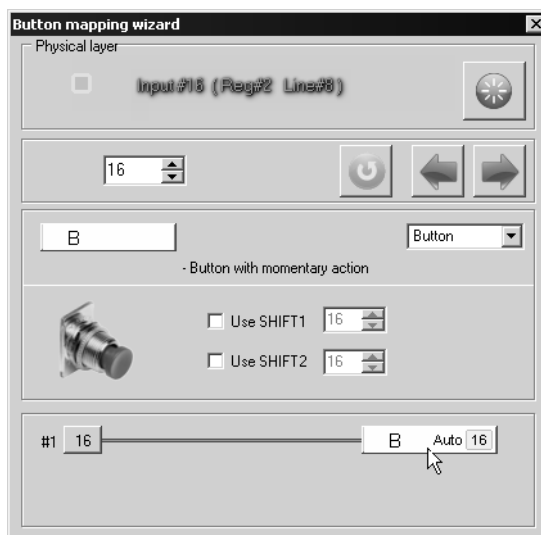 Button mapping wizard
Physical layer
Input #16 ( Reg#2 Line#8 )
16
B Button
- Button with momentary action
Use SHIFT1 16
Use SHIFT2 16
#1 16 B Auto 16